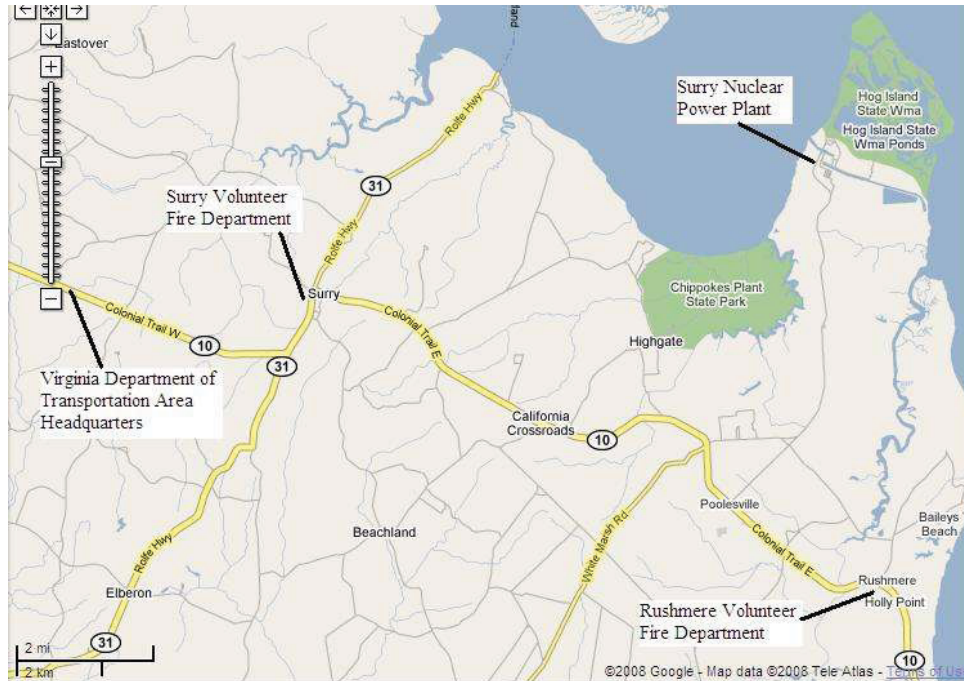 Eastover
Rolfe Hwy
Surry Nuclear
Power Plant
Hog Island
State Wma
Hog Island State
Wma Ponds
31
Surry Volunteer
Fire Department
Rolfe Hwy
Surry
Colonial Trail W
10
Colonial Trail E
Chippokes Plant
State Park
Highgate
31
Virginia Department of
Transportation Area
Headquarters
California
Crossroads
10
White Marsh Rd
Poolesville
Beachland
Colonial Trail E
Baileys
Beach
Rolfe Hwy
Elberon
Rushmere
Holly Point
Rushmere Volunteer
Fire Department
31
2 mi
2 km
10
©2008 Google - Map data ©2008 Tele Atlas - Terms of Us